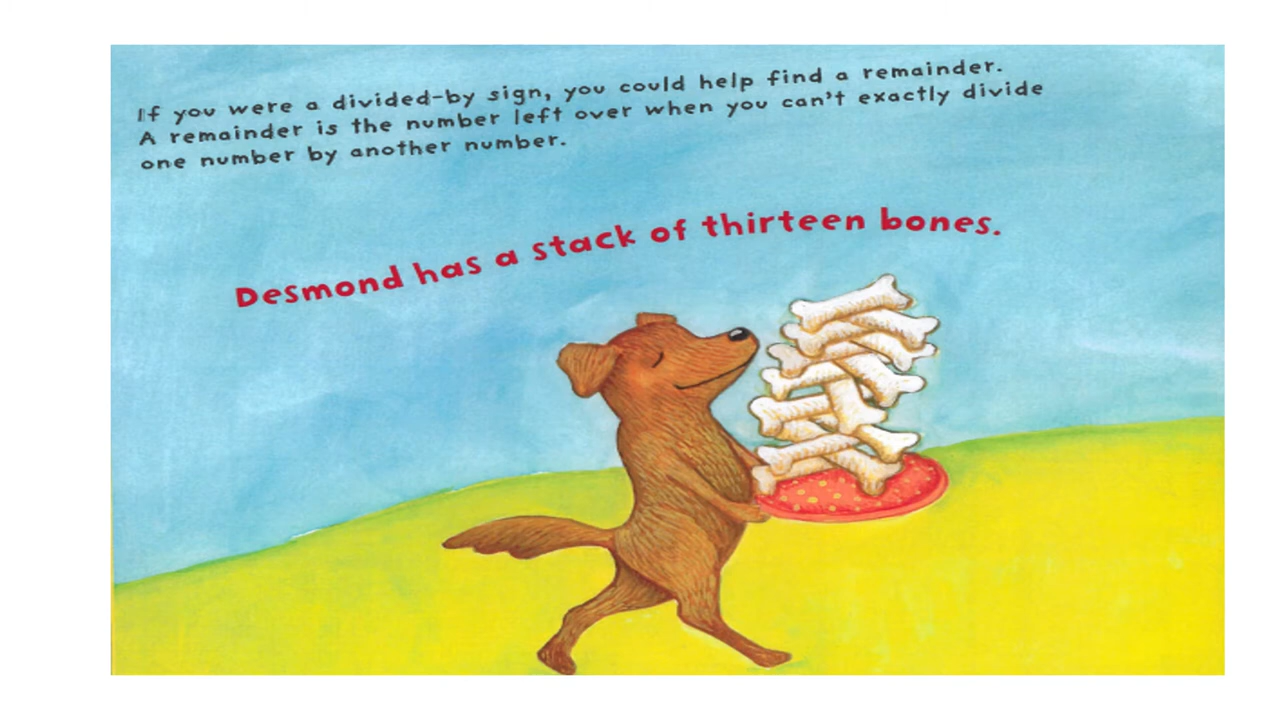 If you were a divided-by sign, you could help find a remainder.
A remainder is the number left over when you can't exactly divide
one number by another number.
Desmond has a stack of thirteen bones.